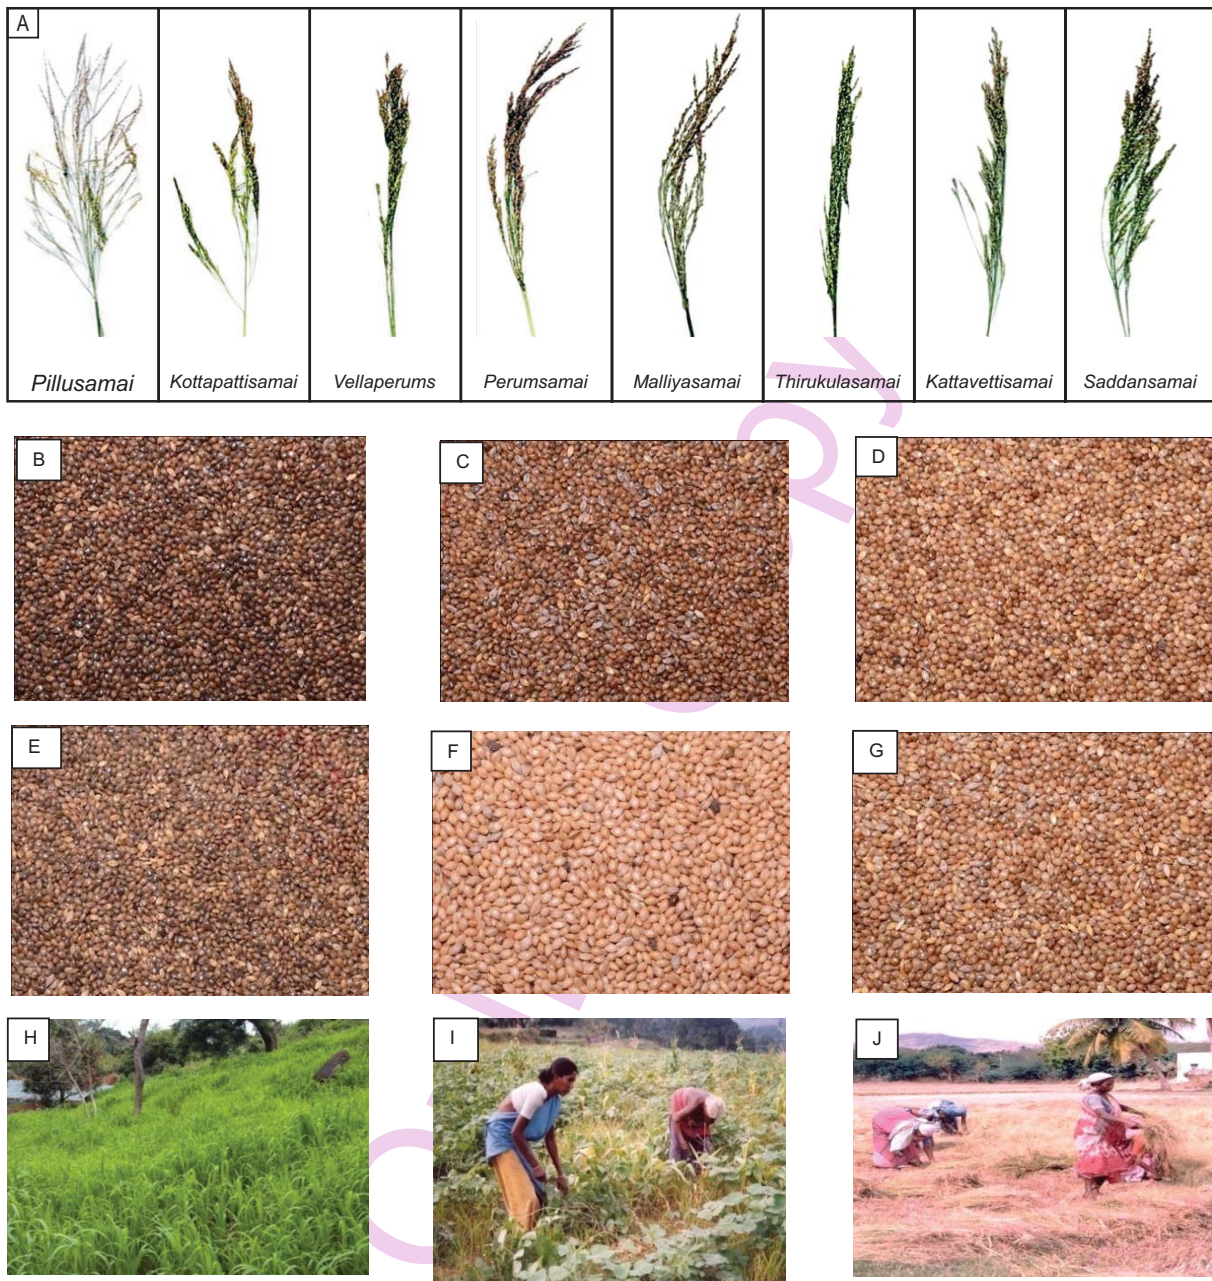 A
Pillusamai Kottapattisamai Vellaperums Perumsamai Malliyasamai Thirukulasamai Kattavettisamai Saddansamai
B C D
E F G
H I J